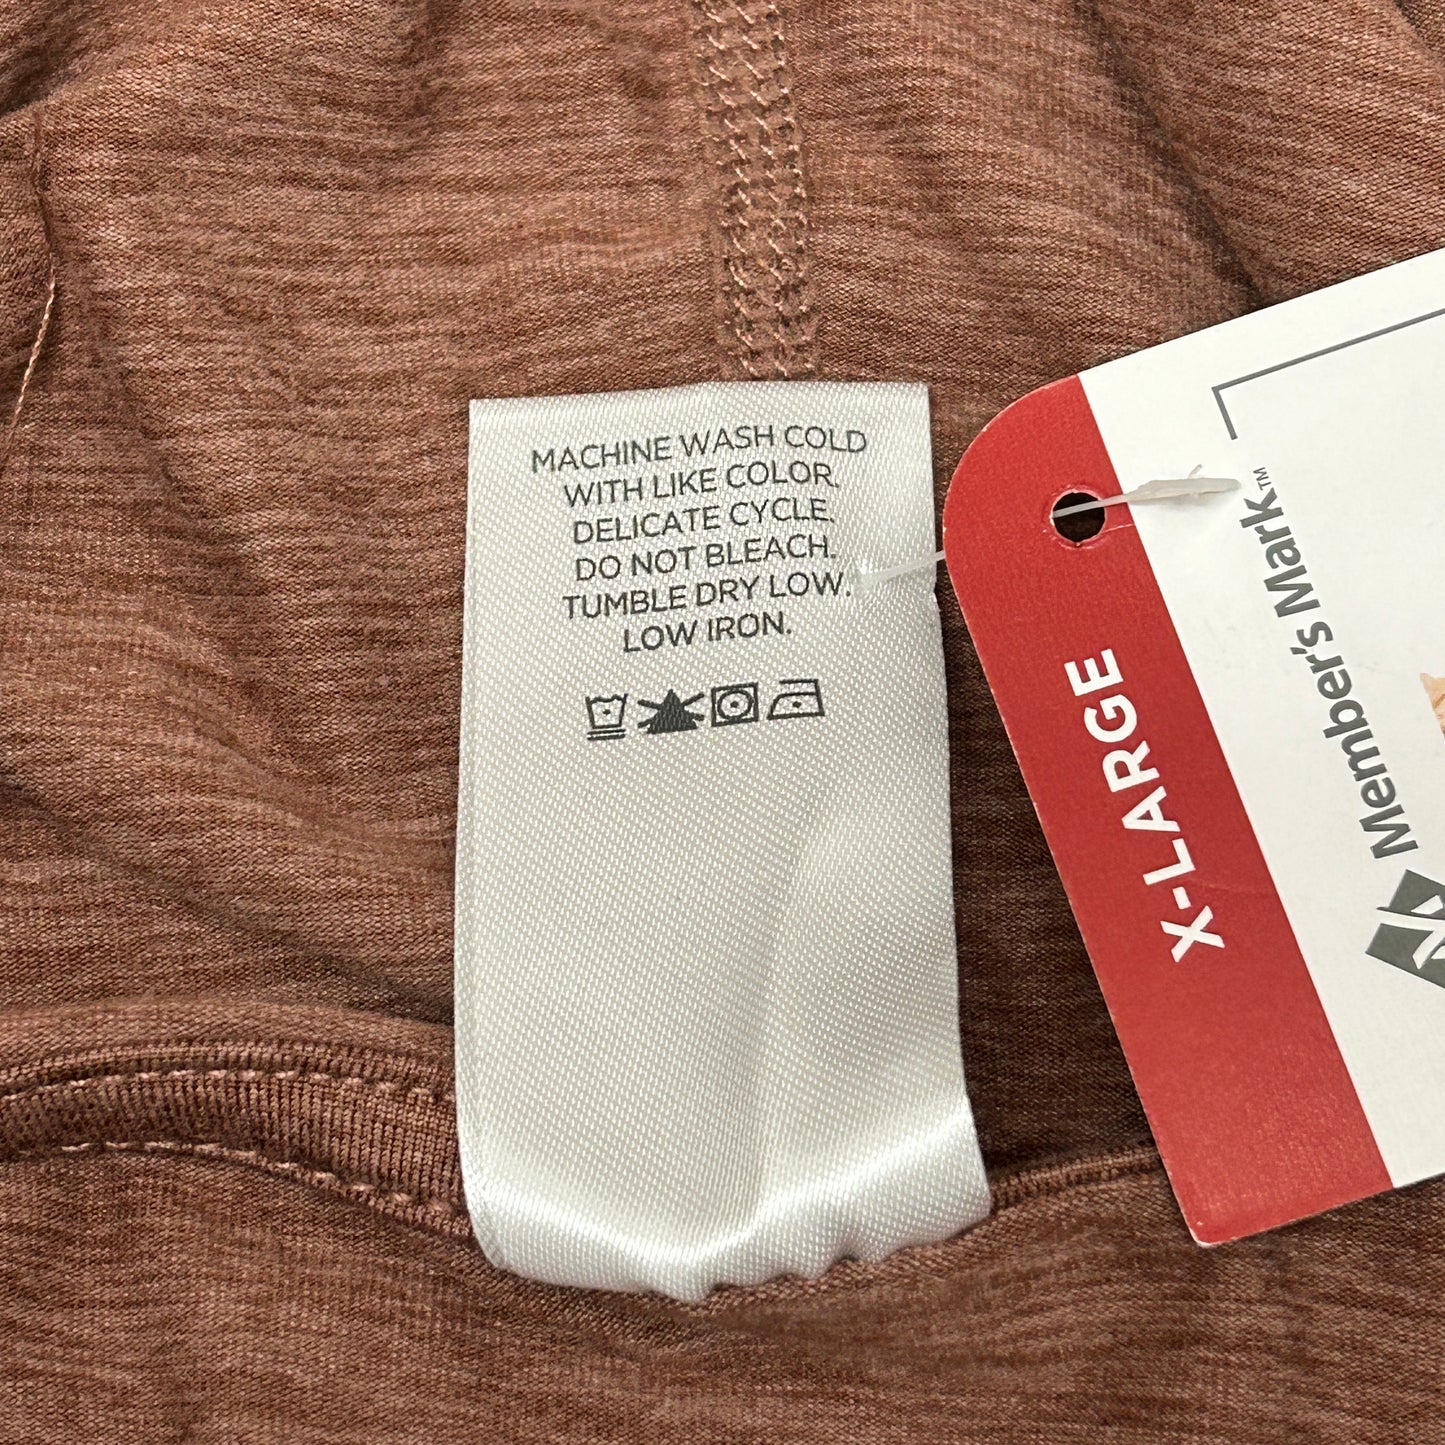 MACHINE WASH COLD
WITH LIKE COLOR.
DELICATE CYCLE.
DO NOT BLEACH.
TUMBLE DRY LOW.
LOW IRON.
X-LARGE
Member's Mark™